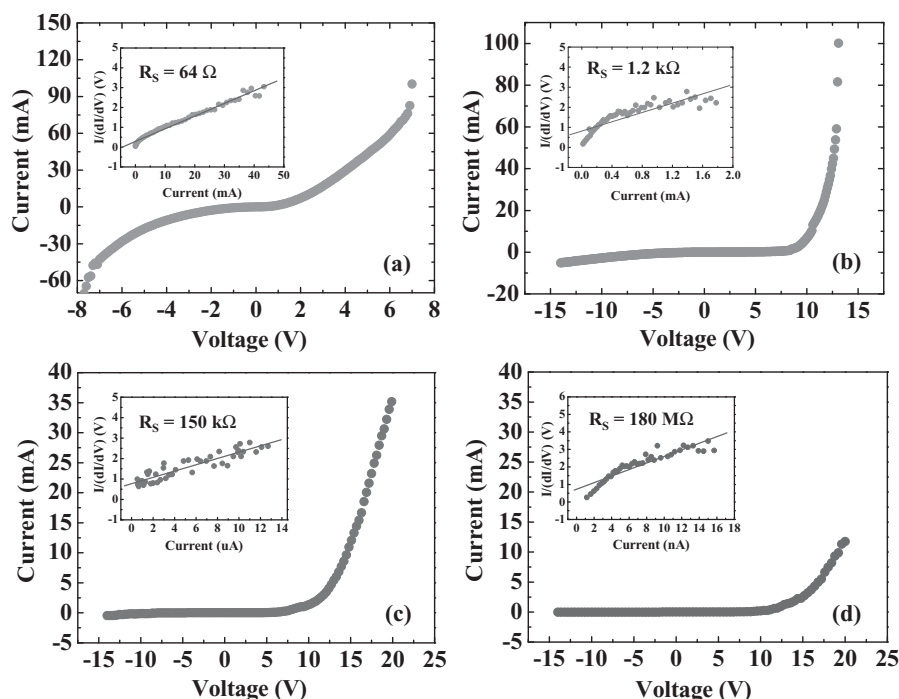 150
120
90
60
30
0
-30
-60
Current (mA)
-8 -6 -4 -2 0 2 4 6 8
Voltage (V)
(a)
5
4
3
2
1
0
-1
I/(dI/dV) (V)
R_S = 64 Ω
0 10 20 30 40 50
Current (mA)
100
80
60
40
20
0
-20
Current (mA)
-15 -10 -5 0 5 10 15
Voltage (V)
(b)
5
4
3
2
1
0
-1
I/(dI/dV) (V)
R_S = 1.2 kΩ
0.0 0.4 0.8 1.2 1.6 2.0
Current (mA)
40
35
30
25
20
15
10
5
0
-5
Current (mA)
-15 -10 -5 0 5 10 15 20 25
Voltage (V)
(c)
5
4
3
2
1
0
-1
I/(dI/dV) (V)
R_S = 150 kΩ
0 2 4 6 8 10 12 14
Current (uA)
40
35
30
25
20
15
10
5
0
-5
Current (mA)
-15 -10 -5 0 5 10 15 20 25
Voltage (V)
(d)
6
5
4
3
2
1
0
-1
I/(dI/dV) (V)
R_S = 180 MΩ
0 2 4 6 8 10 12 14 16 18
Current (nA)